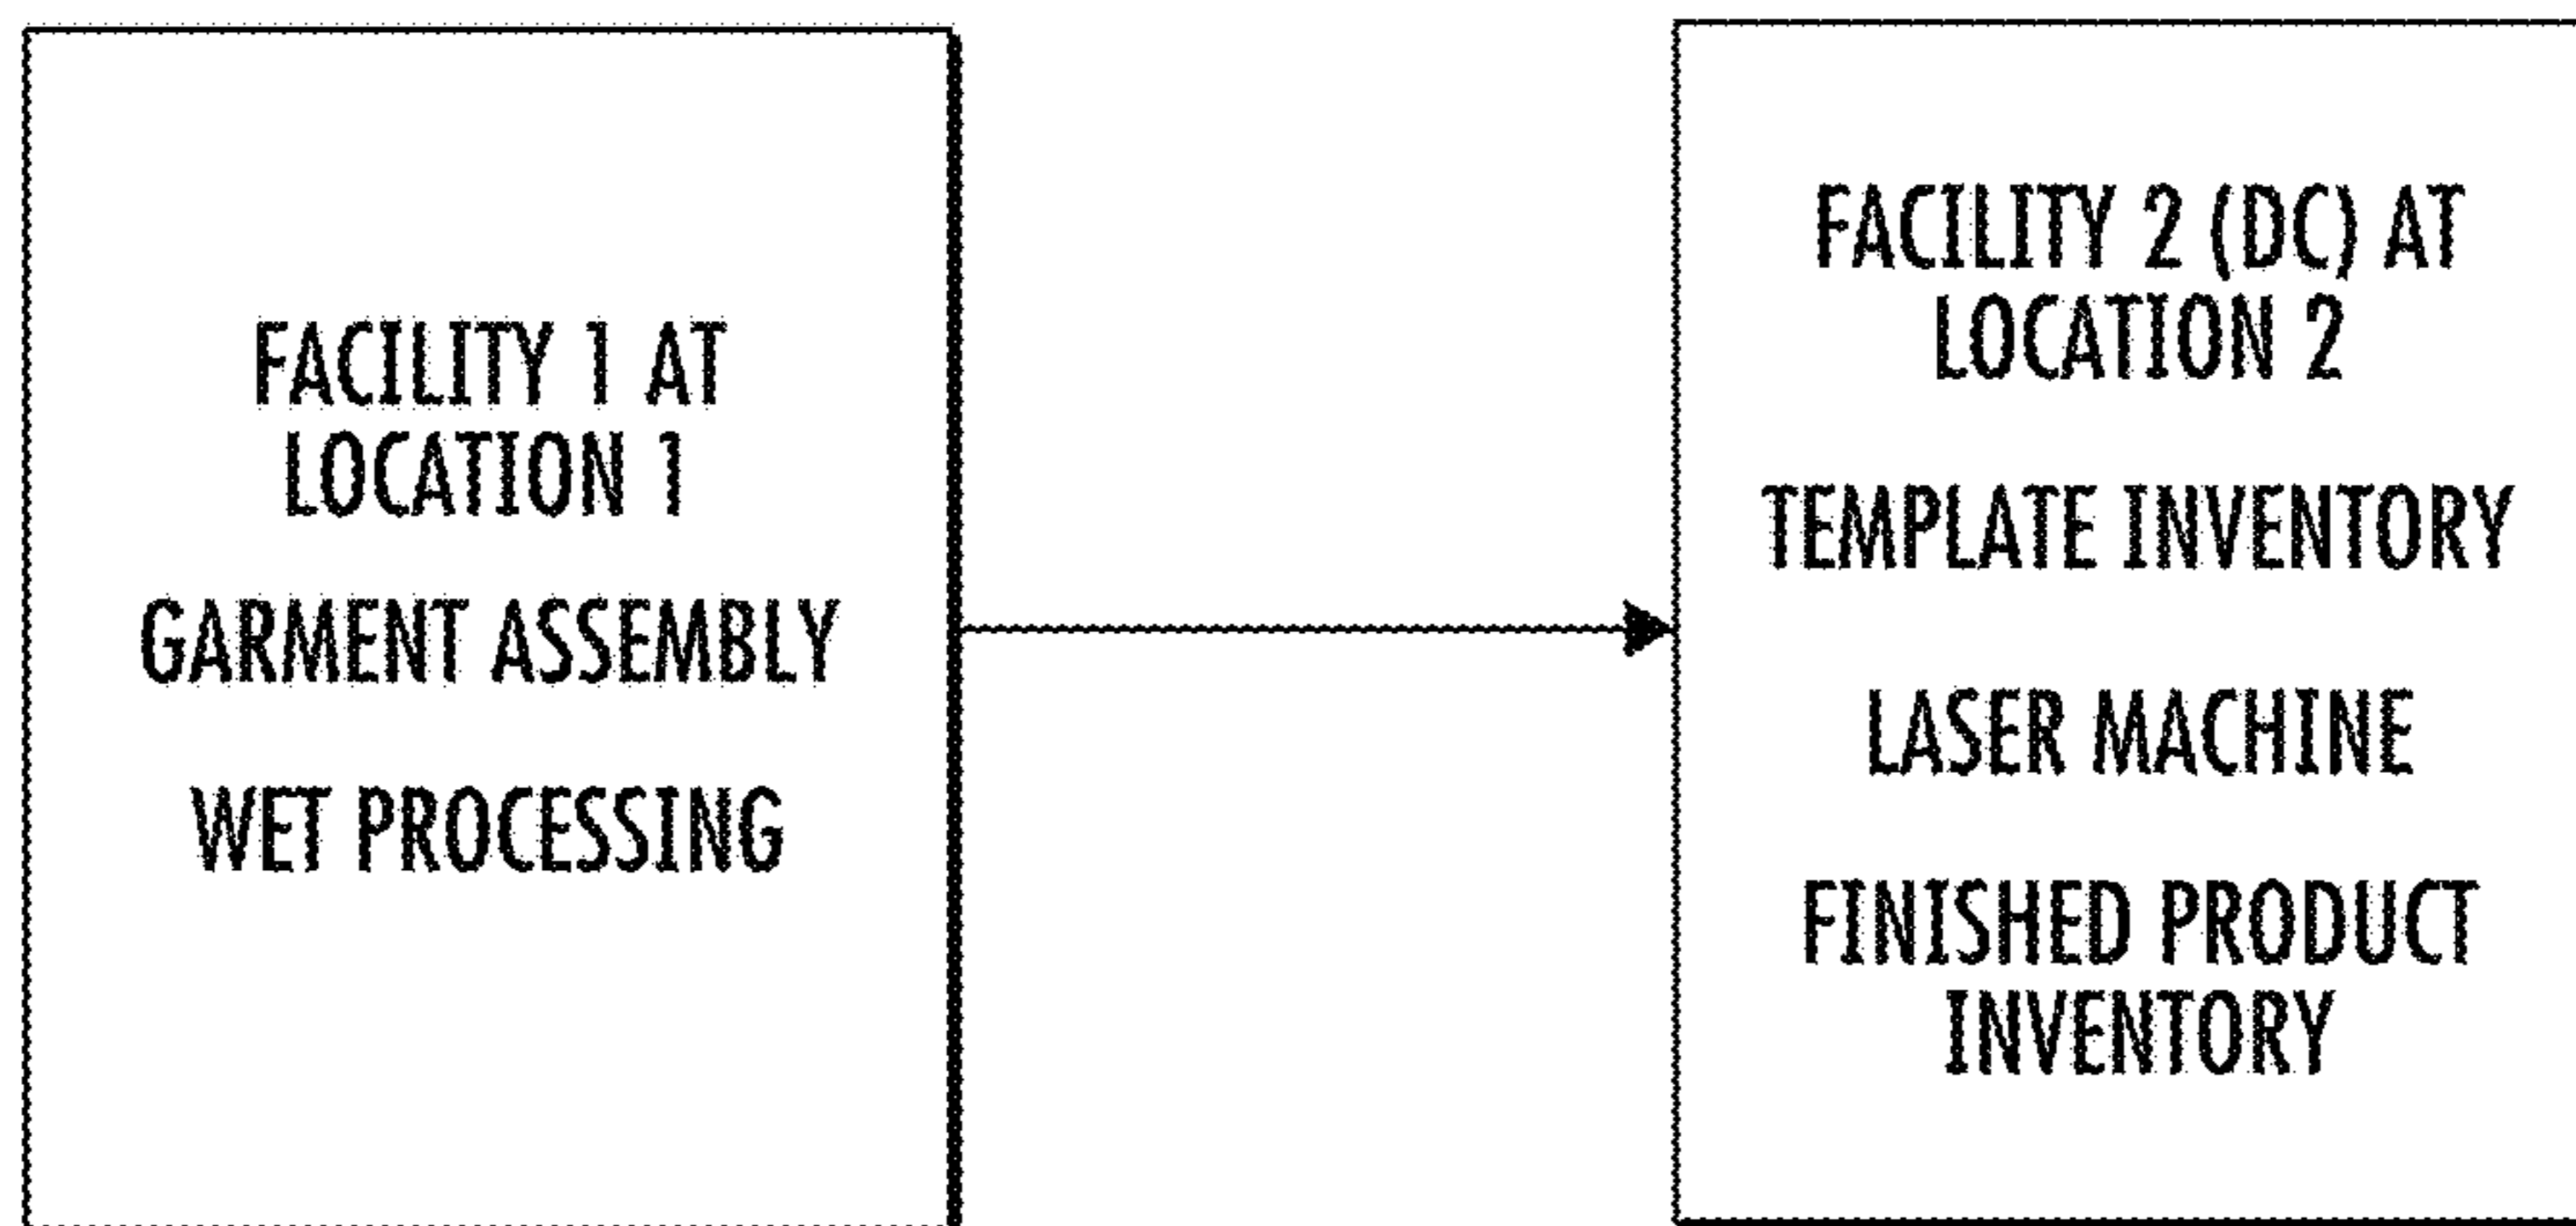 FACILITY 1 AT
LOCATION 1
GARMENT ASSEMBLY
WET PROCESSING
FACILITY 2 (DC) AT
LOCATION 2
TEMPLATE INVENTORY
LASER MACHINE
FINISHED PRODUCT
INVENTORY